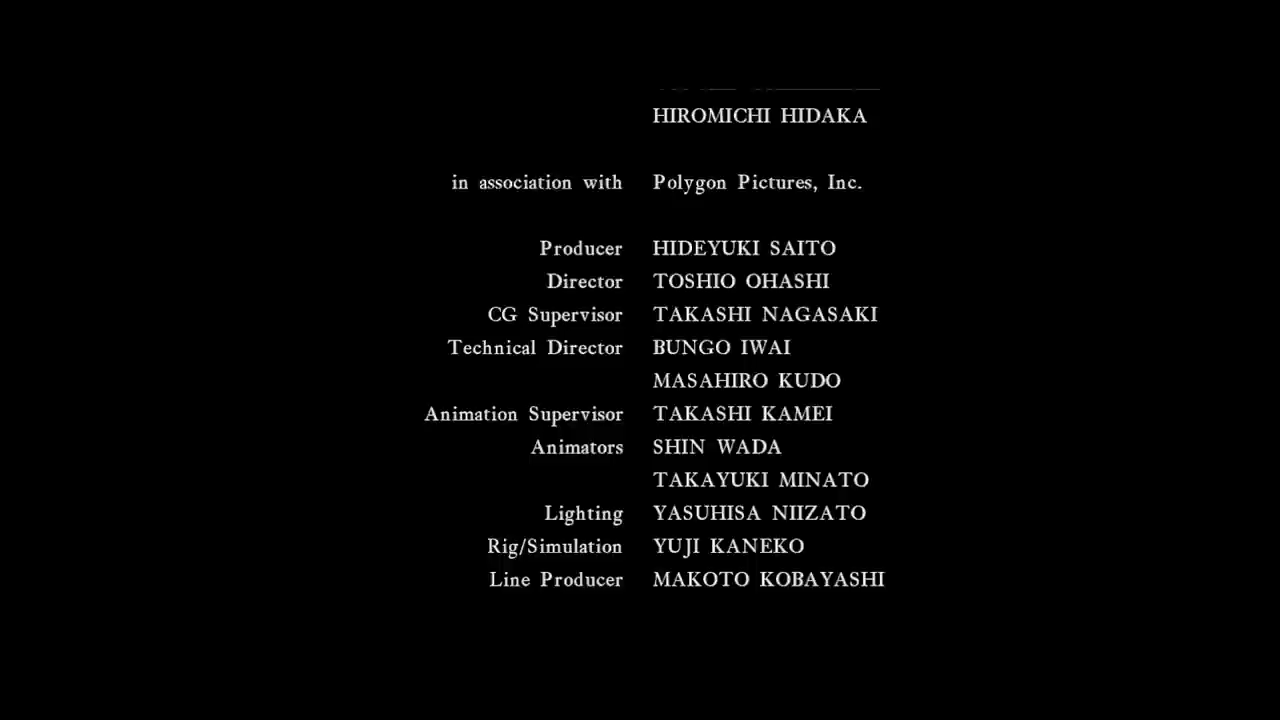 HIROMICHI HIDAKA
in association with Polygon Pictures, Inc.
Producer HIDEYUKI SAITO
Director TOSHIO OHASHI
CG Supervisor TAKASHI NAGASAKI
Technical Director BUNGO IWAI
MASAHIRO KUDO
Animation Supervisor TAKASHI KAMEI
Animators SHIN WADA
TAKAYUKI MINATO
Lighting YASUHISA NIIZATO
Rig/Simulation YUJI KANEKO
Line Producer MAKOTO KOBAYASHI